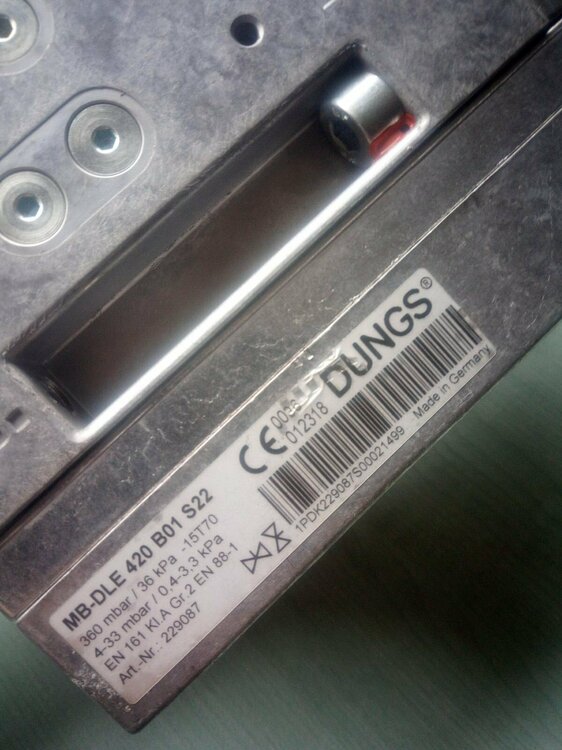 MB-DLE 420 B01 S22
360 mbar / 36 kPa -15T70
4-33 mbar / 0,4-3,3 kPa
EN 161 Kl.A Gr.2 EN 88-1
Art.-Nr.: 229087
CE
012318
DUNGS®
1PDK229087S00021499
Made in Germany